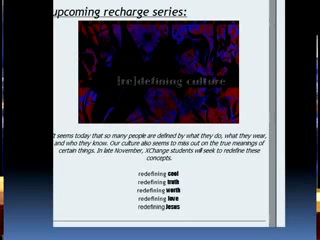 upcoming recharge series:
[re]defining culture
t seems today that so many people are defined by what they do, what they wear,
and who they know. Our culture also seems to miss out on the true meanings of
certain things. In late November, XChange students will seek to redefine these
concepts.
redefining cool
redefining truth
redefining worth
redefining love
redefining Jesus